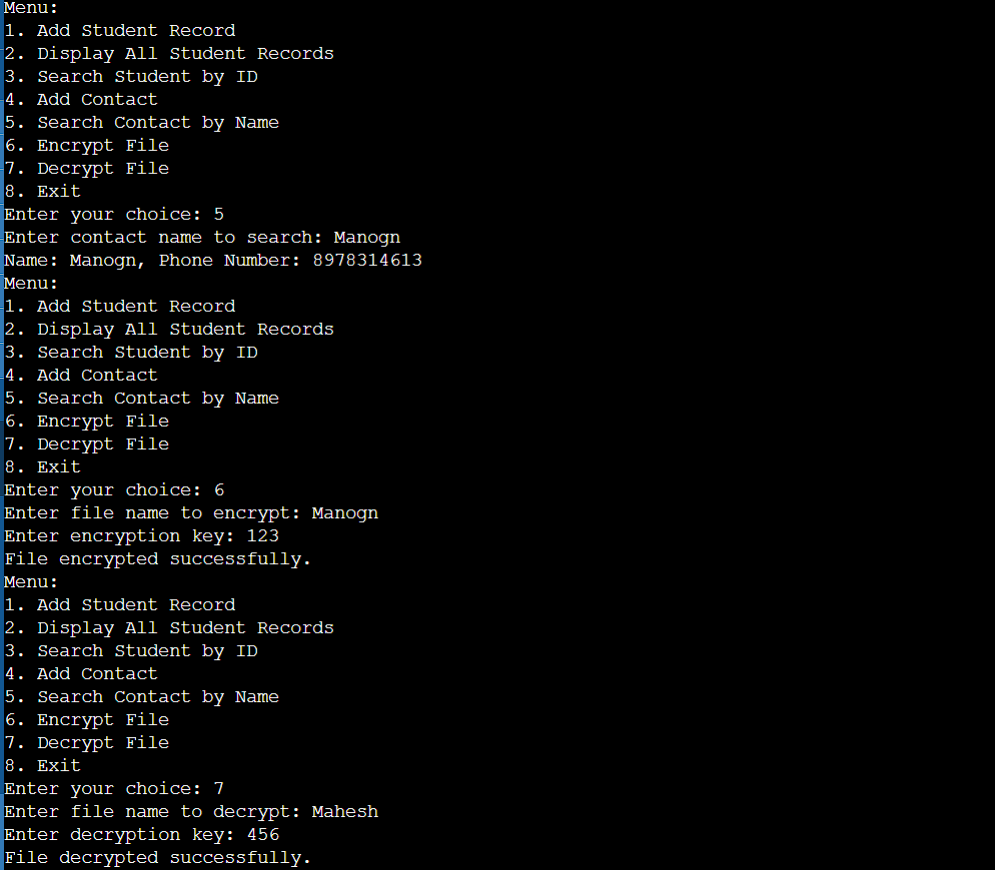 Menu:
1. Add Student Record
2. Display All Student Records
3. Search Student by ID
4. Add Contact
5. Search Contact by Name
6. Encrypt File
7. Decrypt File
8. Exit
Enter your choice: 5
Enter contact name to search: Manogn
Name: Manogn, Phone Number: 8978314613
Menu:
1. Add Student Record
2. Display All Student Records
3. Search Student by ID
4. Add Contact
5. Search Contact by Name
6. Encrypt File
7. Decrypt File
8. Exit
Enter your choice: 6
Enter file name to encrypt: Manogn
Enter encryption key: 123
File encrypted successfully.
Menu:
1. Add Student Record
2. Display All Student Records
3. Search Student by ID
4. Add Contact
5. Search Contact by Name
6. Encrypt File
7. Decrypt File
8. Exit
Enter your choice: 7
Enter file name to decrypt: Mahesh
Enter decryption key: 456
File decrypted successfully.